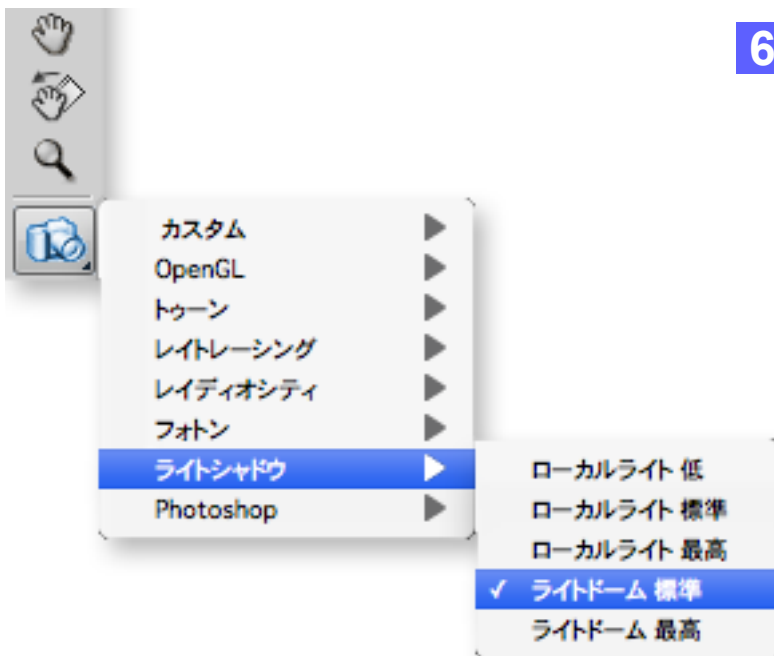 6
カスタム
OpenGL
トゥーン
レイトレーシング
レイディオシティ
フォトン
ライトシャドウ
Photoshop
ローカルライト 低
ローカルライト 標準
ローカルライト 最高
✓ ライトドーム 標準
ライトドーム 最高